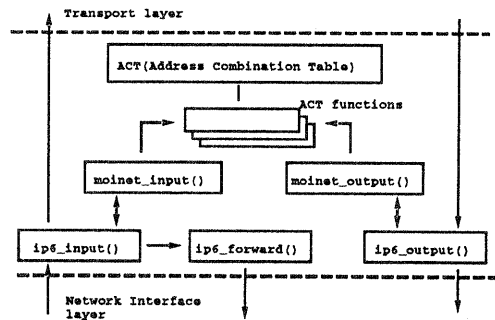 Transport layer
ACT(Address Combination Table)
ACT functions
moinet_input()
moinet_output()
ip6_input()
ip6_forward()
ip6_output()
Network Interface
layer